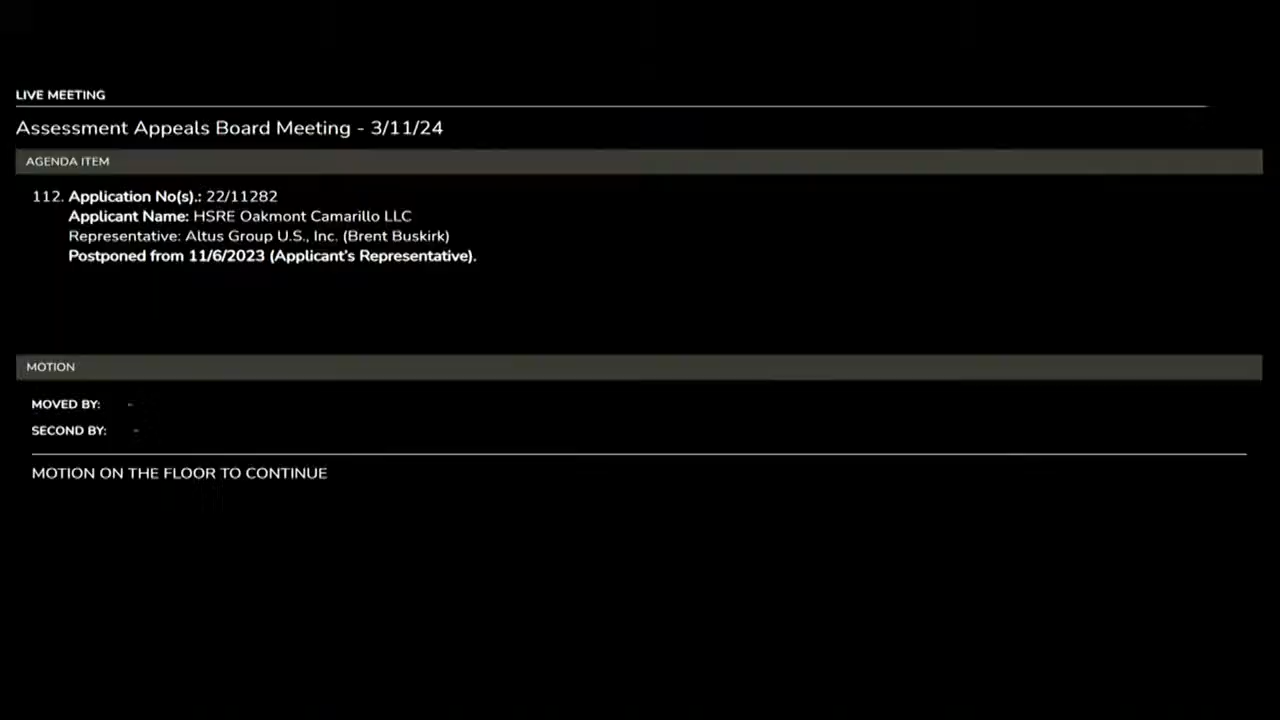 LIVE MEETING
Assessment Appeals Board Meeting - 3/11/24
AGENDA ITEM
112. Application No(s).: 22/11282
Applicant Name: HSRE Oakmont Camarillo LLC
Representative: Altus Group U.S., Inc. (Brent Buskirk)
Postponed from 11/6/2023 (Applicant's Representative).
MOTION
MOVED BY: -
SECOND BY: -
MOTION ON THE FLOOR TO CONTINUE